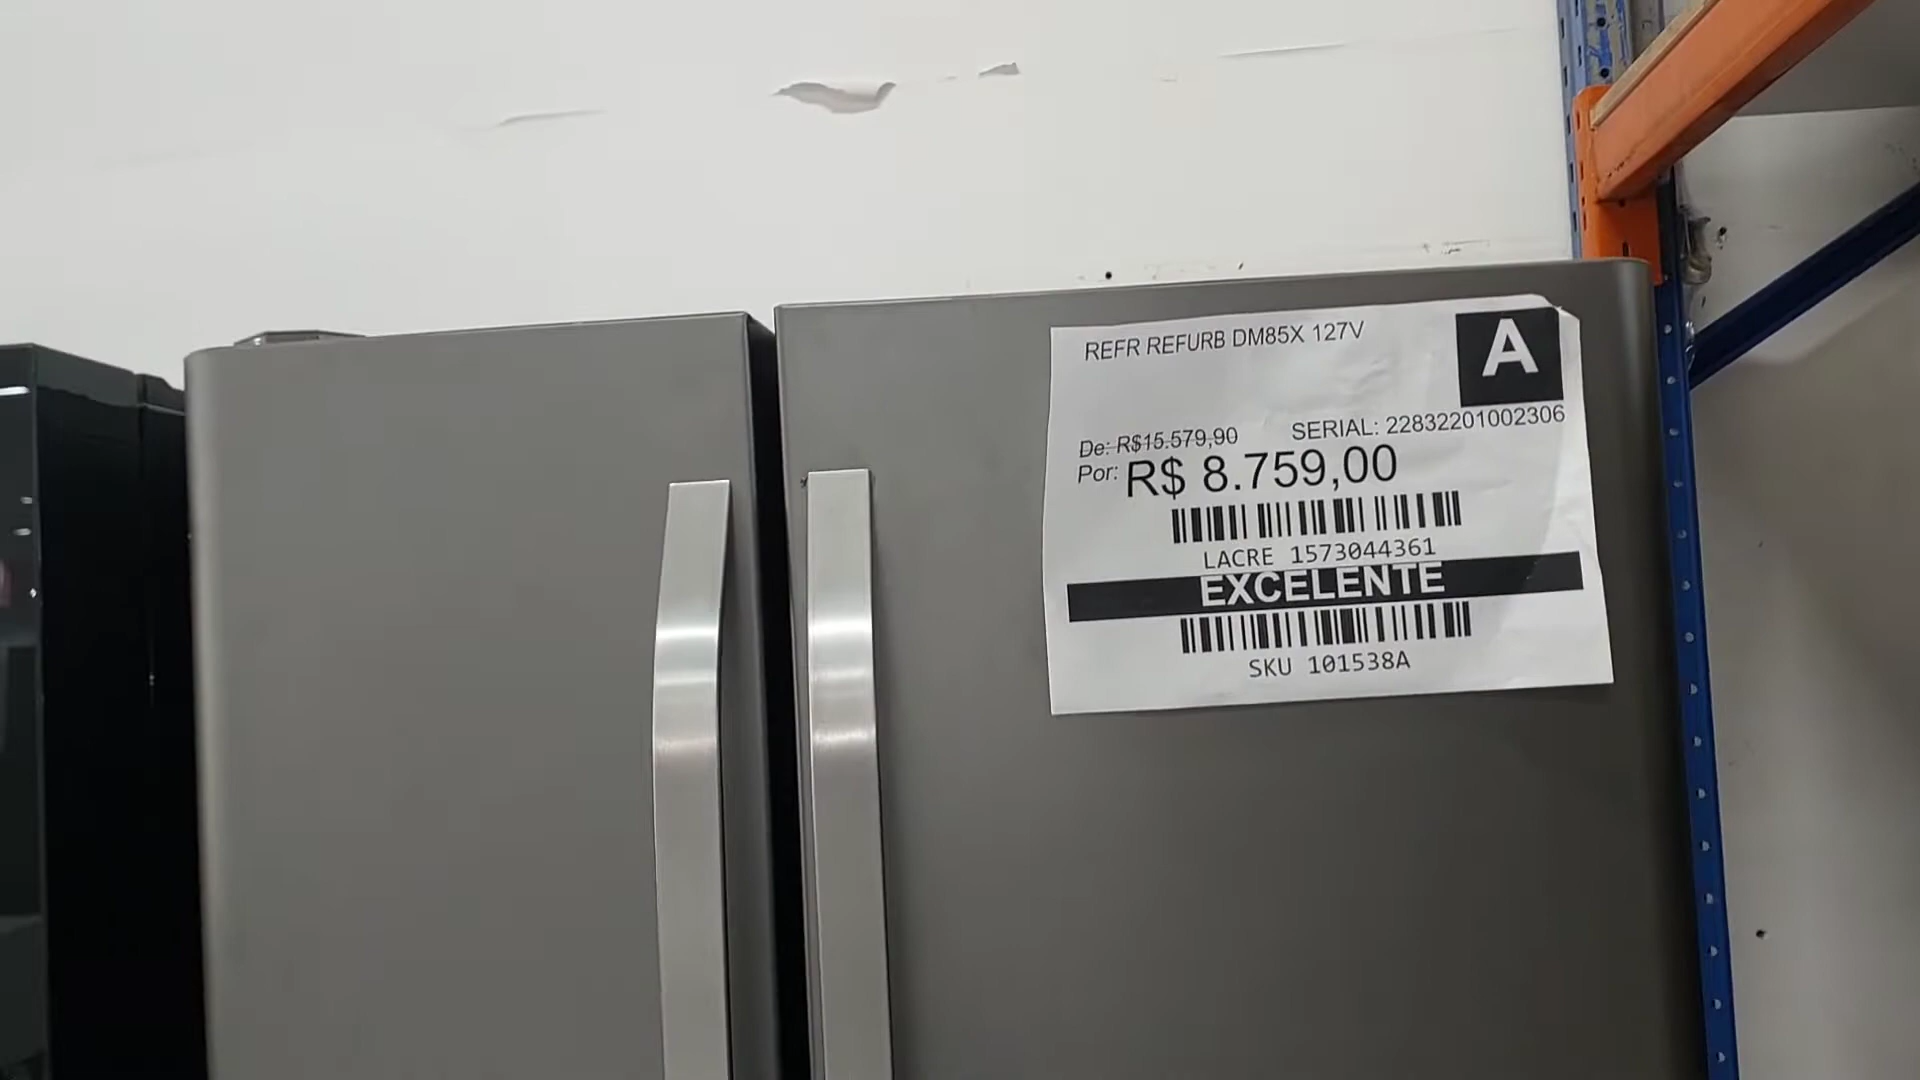 REFR REFURB DM85X 127V
A
SERIAL: 22832201002306
De: R$15.579,90
Por: R$ 8.759,00
LACRE 1573044361
EXCELENTE
SKU 101538A